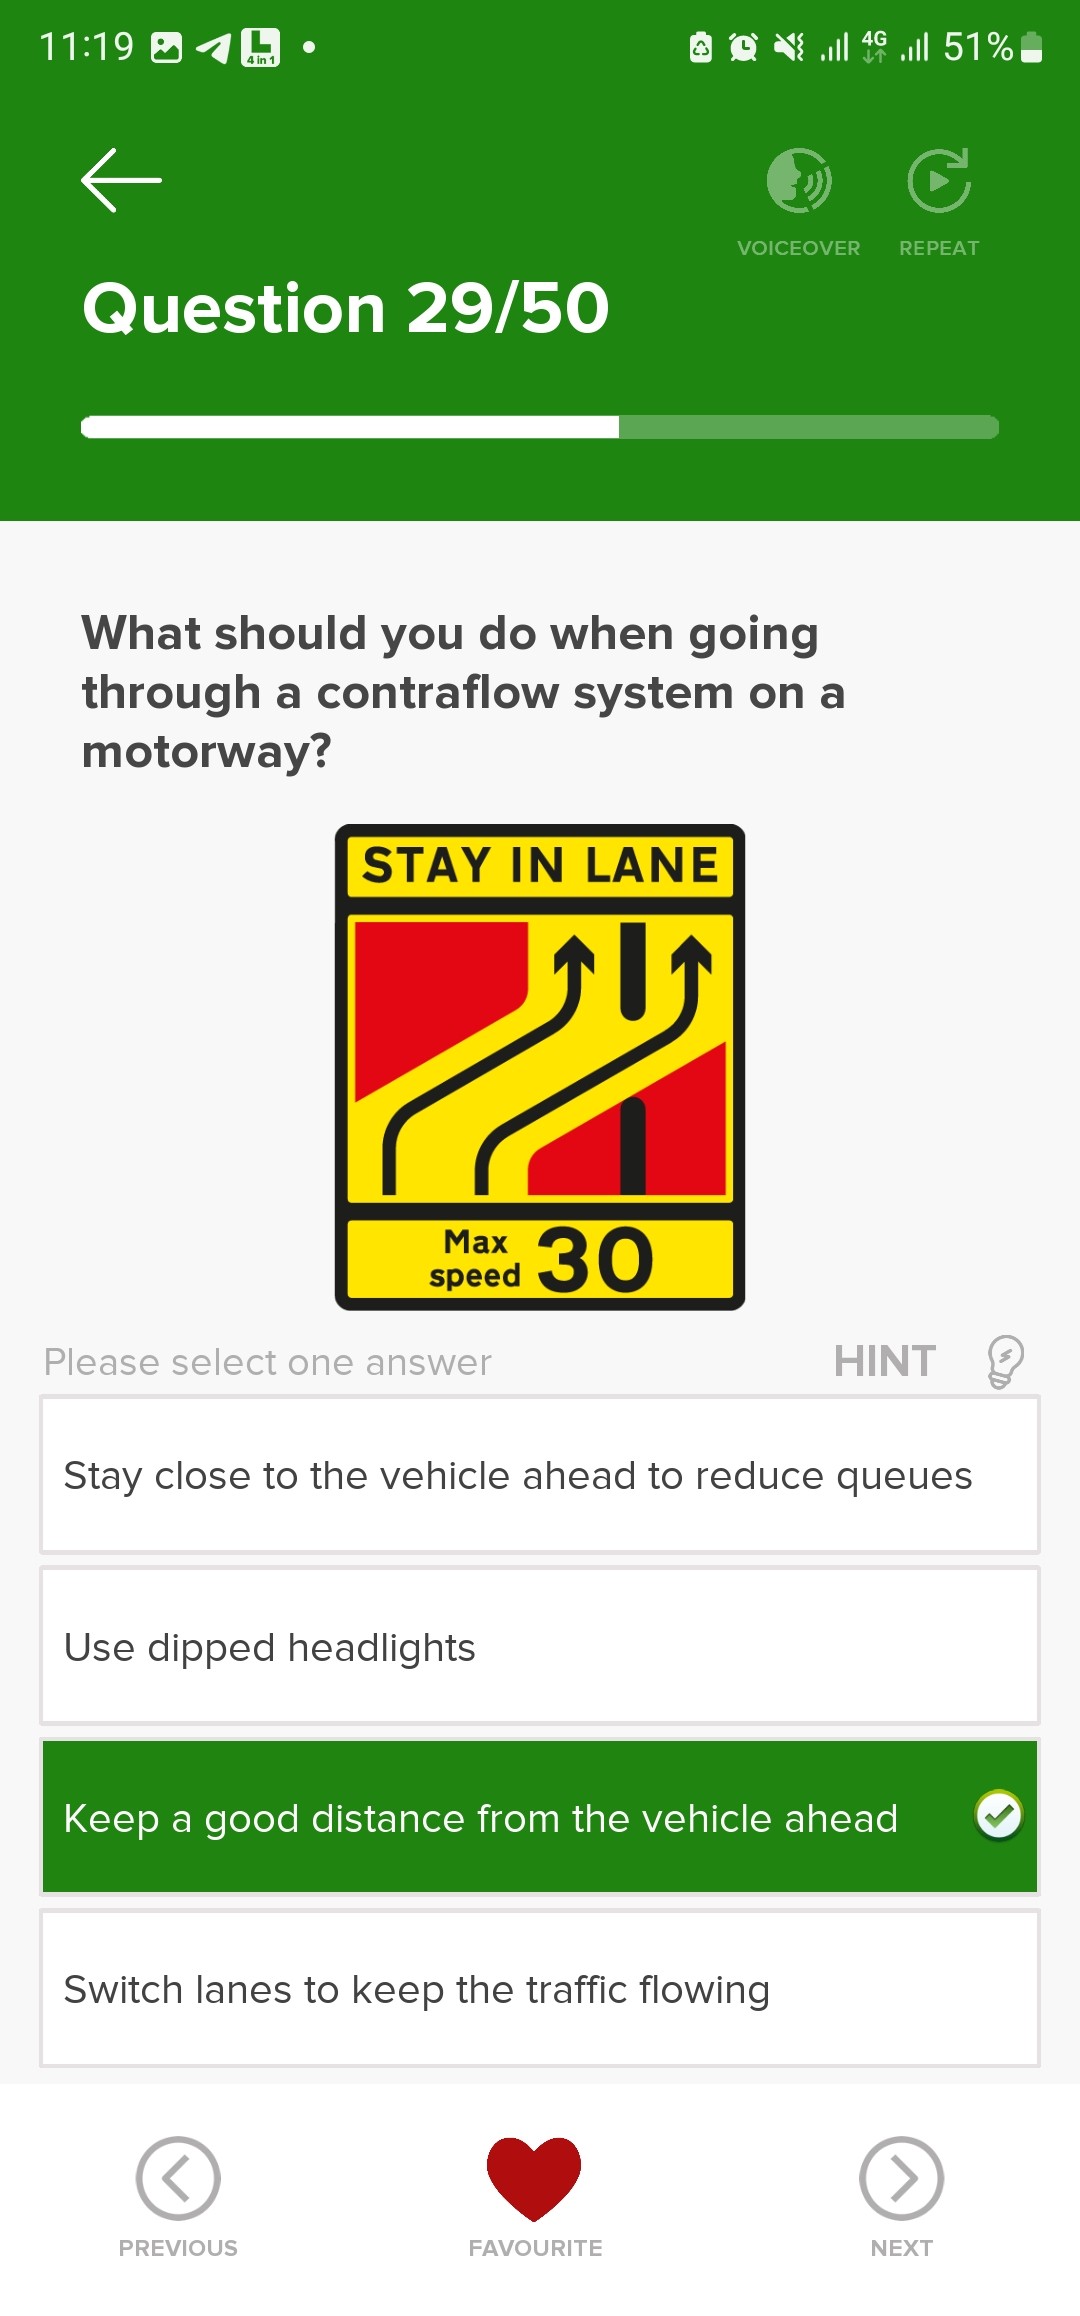 11:19
L
4 in 1
4G
51%
VOICEOVER
REPEAT
Question 29/50
What should you do when going
through a contraflow system on a
motorway?
STAY IN LANE
Max
speed 30
Please select one answer
HINT
Stay close to the vehicle ahead to reduce queues
Use dipped headlights
Keep a good distance from the vehicle ahead
Switch lanes to keep the traffic flowing
PREVIOUS
FAVOURITE
NEXT